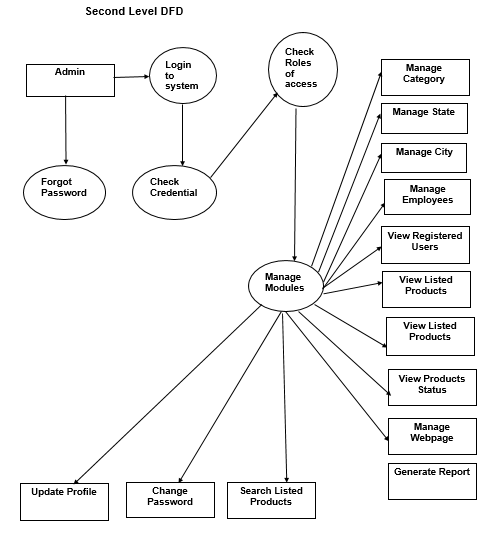 Second Level DFD
Admin
Login
to
system
Check
Roles
of
access
Forgot
Password
Check
Credential
Manage
Modules
Manage
Category
Manage State
Manage City
Manage
Employees
View Registered
Users
View Listed
Products
View Listed
Products
View Products
Status
Manage
Webpage
Generate Report
Update Profile
Change
Password
Search Listed
Products